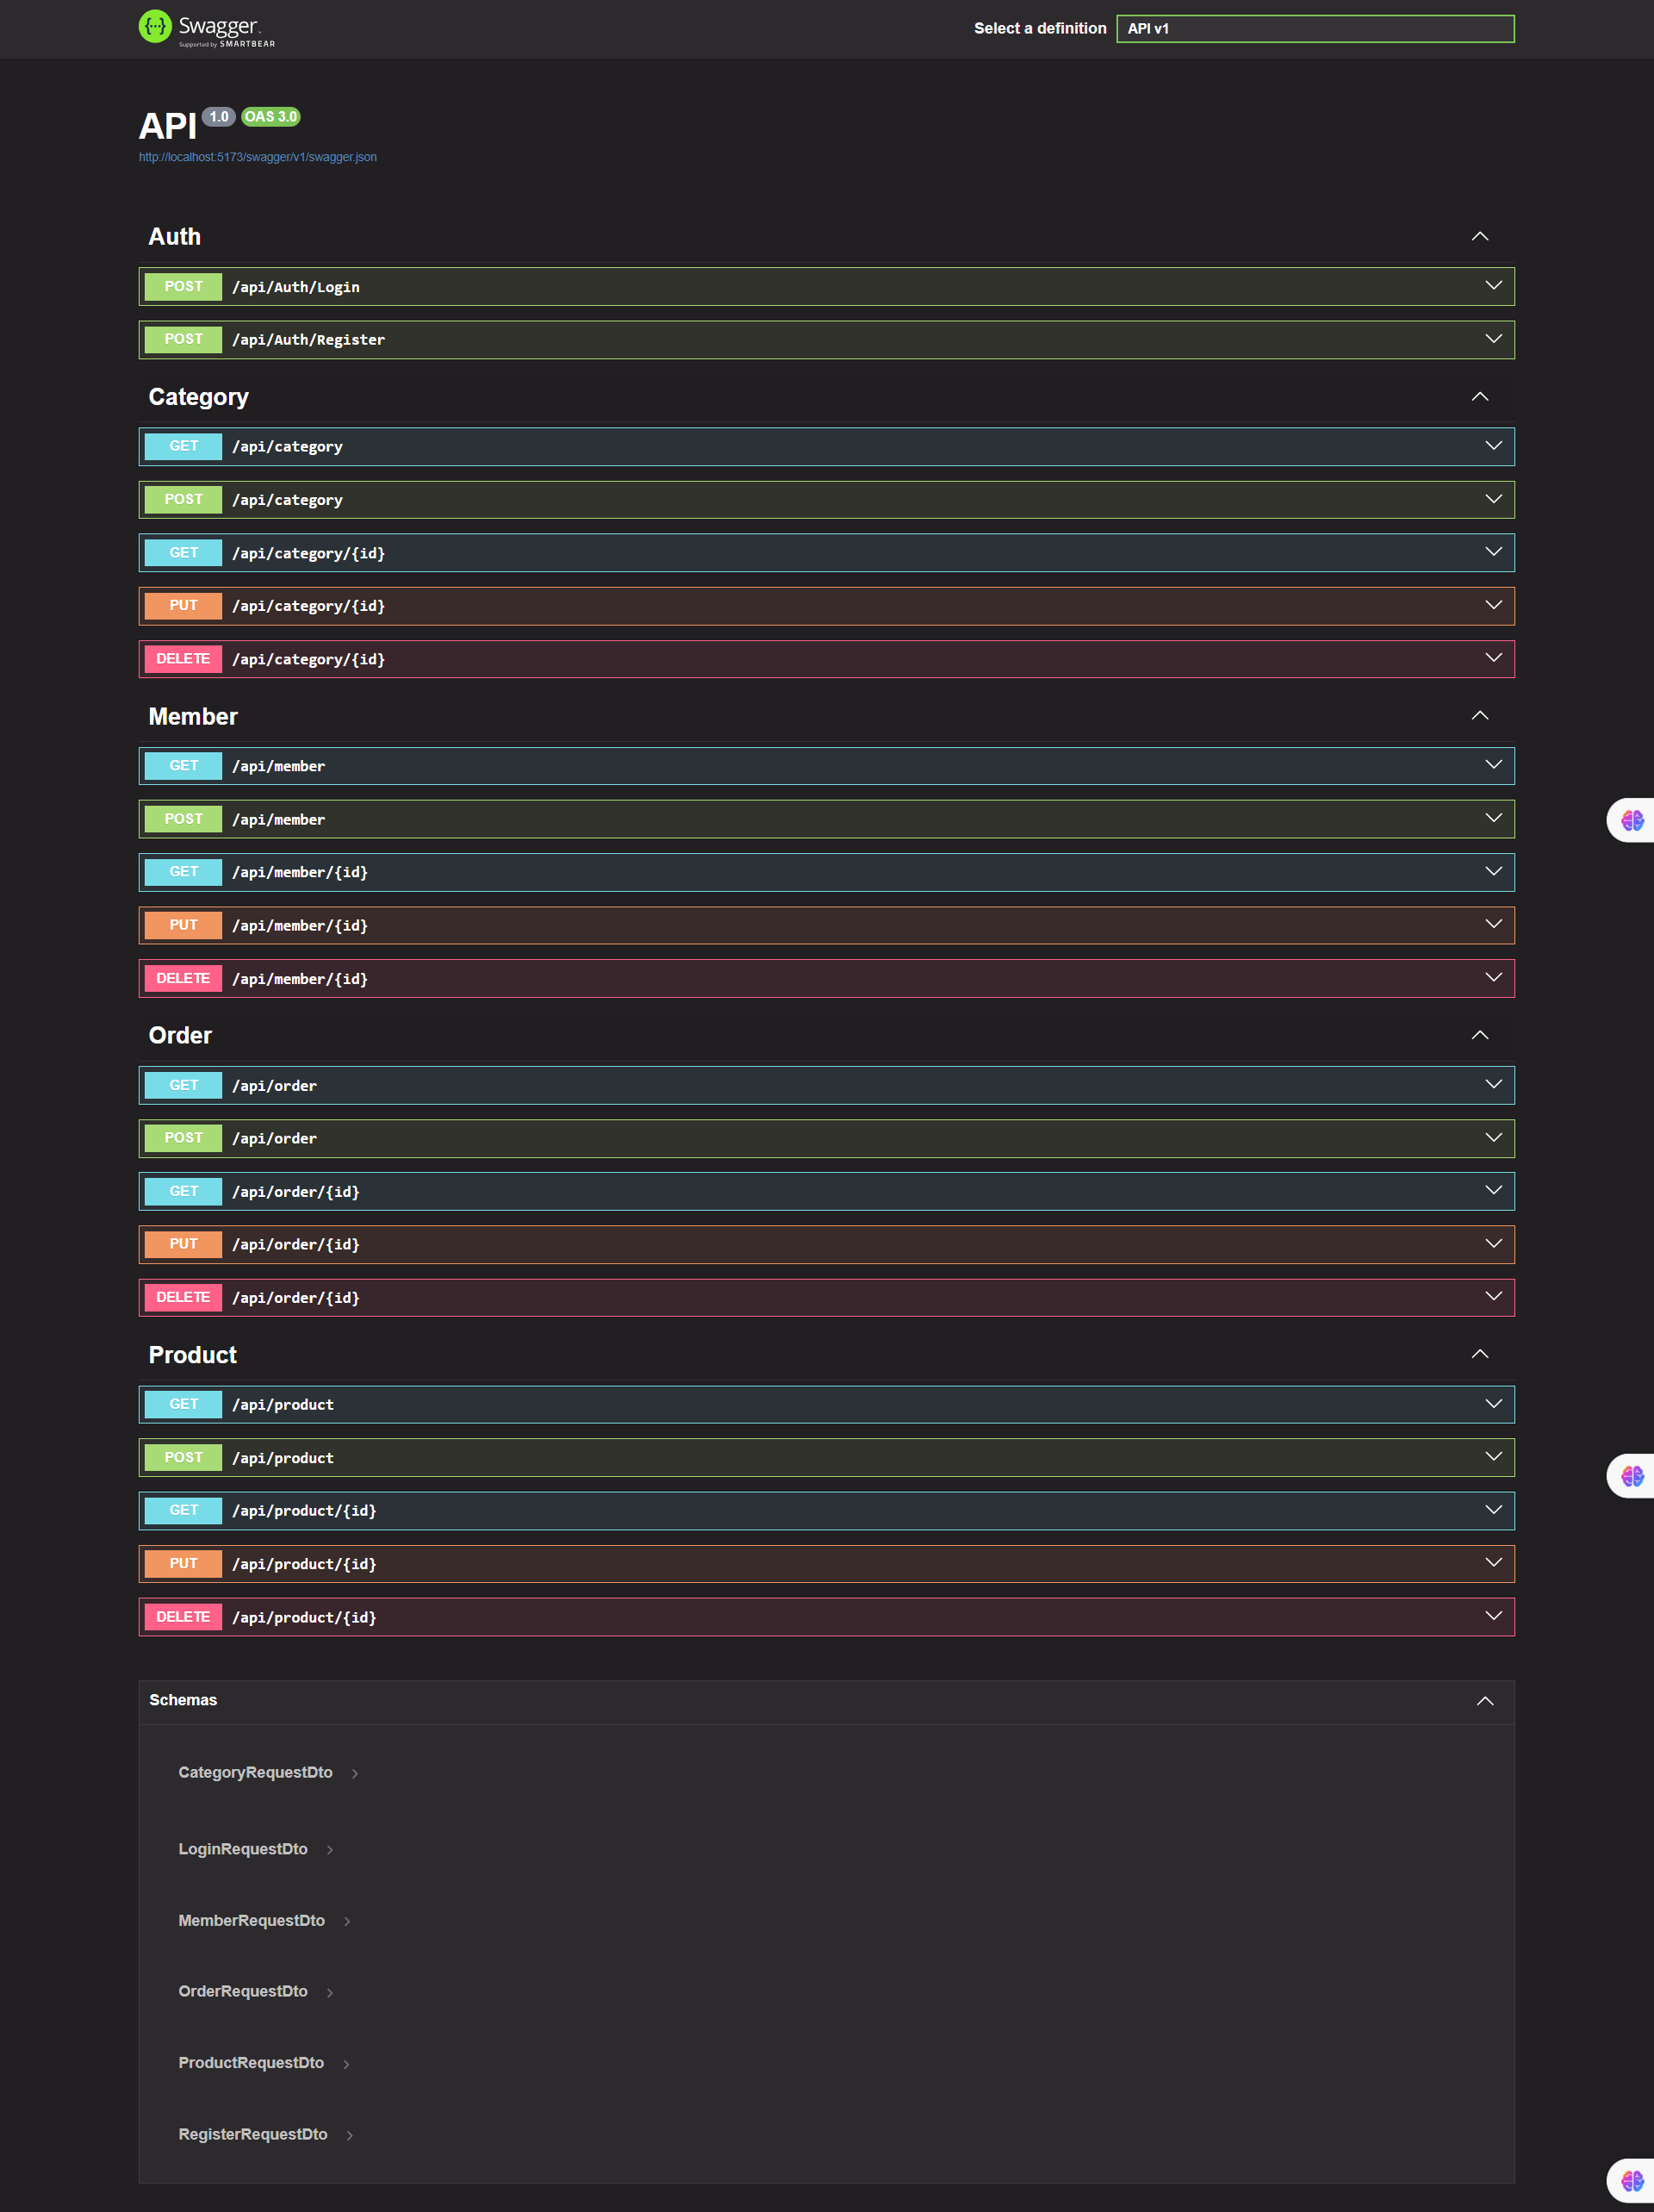 Swagger
Supported by SMARTBEAR
Select a definition
API v1
API 1.0 OAS 3.0
http://localhost:5173/swagger/v1/swagger.json
Auth
POST /api/Auth/Login
POST /api/Auth/Register
Category
GET /api/category
POST /api/category
GET /api/category/{id}
PUT /api/category/{id}
DELETE /api/category/{id}
Member
GET /api/member
POST /api/member
GET /api/member/{id}
PUT /api/member/{id}
DELETE /api/member/{id}
Order
GET /api/order
POST /api/order
GET /api/order/{id}
PUT /api/order/{id}
DELETE /api/order/{id}
Product
GET /api/product
POST /api/product
GET /api/product/{id}
PUT /api/product/{id}
DELETE /api/product/{id}
Schemas
CategoryRequestDto
LoginRequestDto
MemberRequestDto
OrderRequestDto
ProductRequestDto
RegisterRequestDto